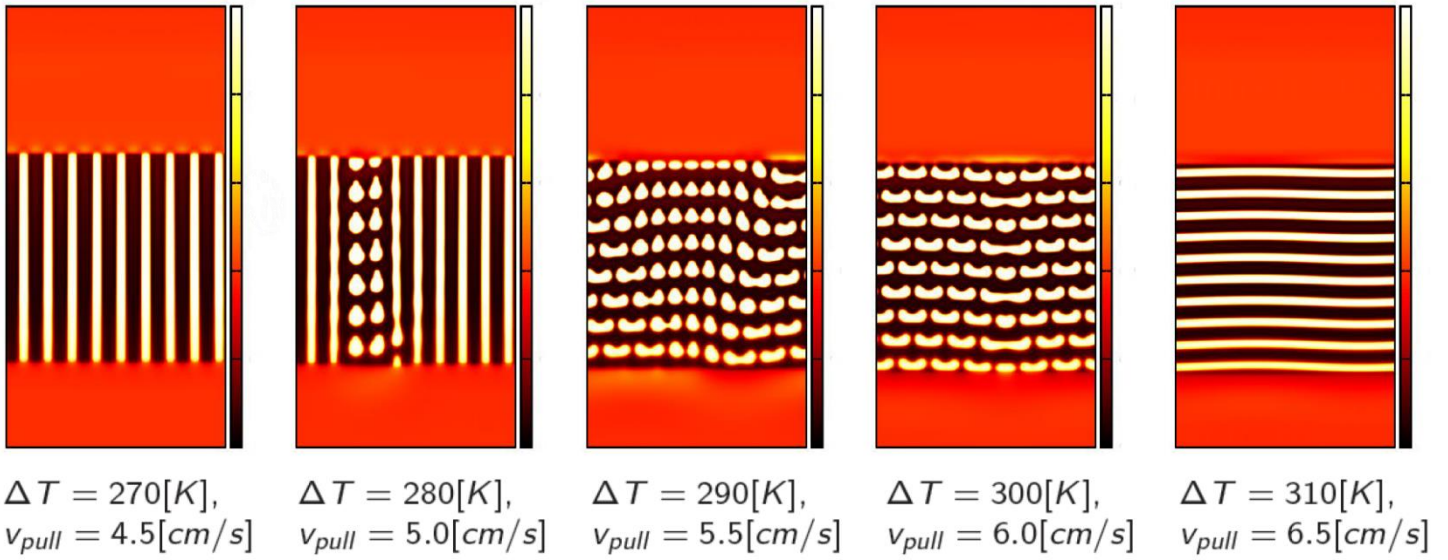 ΔT = 270[K], ΔT = 280[K], ΔT = 290[K], ΔT = 300[K], ΔT = 310[K],
v_pull = 4.5[cm/s] v_pull = 5.0[cm/s] v_pull = 5.5[cm/s] v_pull = 6.0[cm/s] v_pull = 6.5[cm/s]